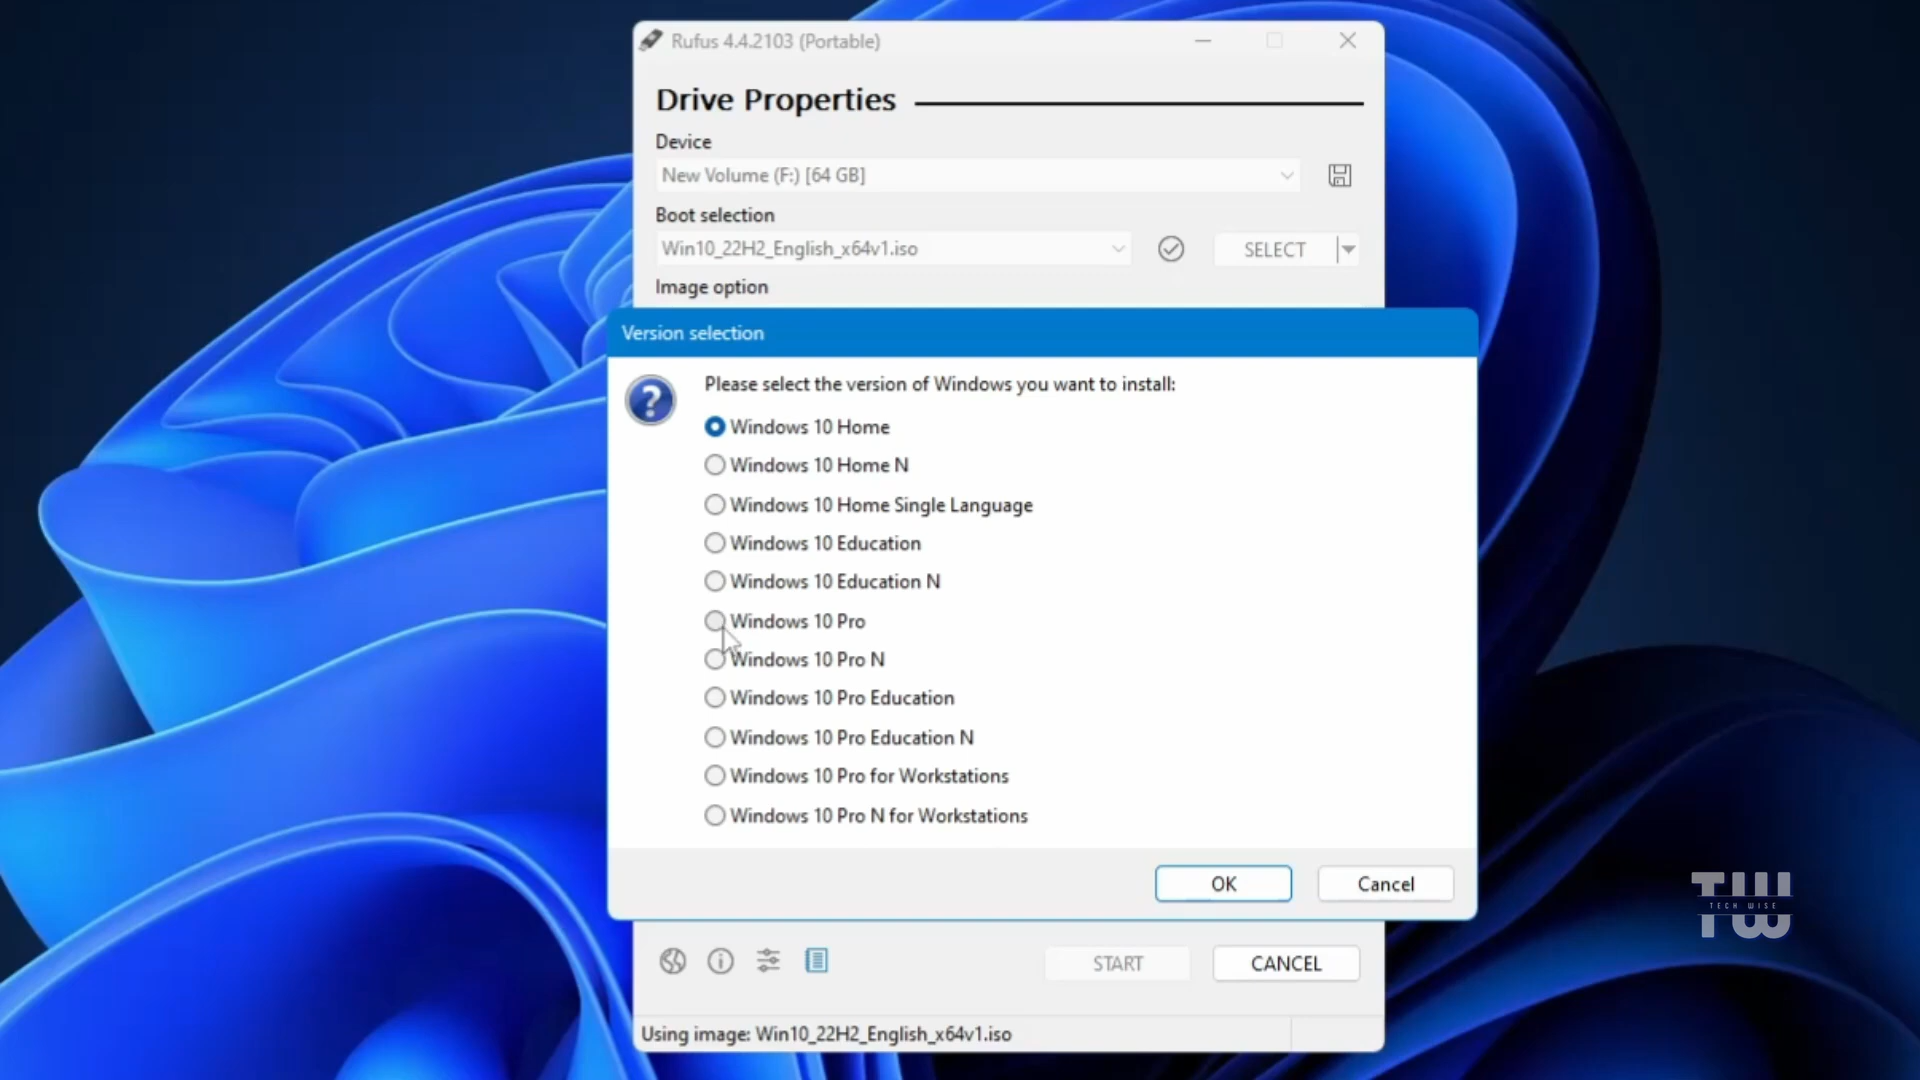 Rufus 4.4.2103 (Portable)
Drive Properties
Device
New Volume (F:) [64 GB]
Boot selection
Win10_22H2_English_x64v1.iso
SELECT
Image option
Version selection
Please select the version of Windows you want to install:
Windows 10 Home
Windows 10 Home N
Windows 10 Home Single Language
Windows 10 Education
Windows 10 Education N
Windows 10 Pro
Windows 10 Pro N
Windows 10 Pro Education
Windows 10 Pro Education N
Windows 10 Pro for Workstations
Windows 10 Pro N for Workstations
OK
Cancel
TW
TECH WISE
START
CANCEL
Using image: Win10_22H2_English_x64v1.iso